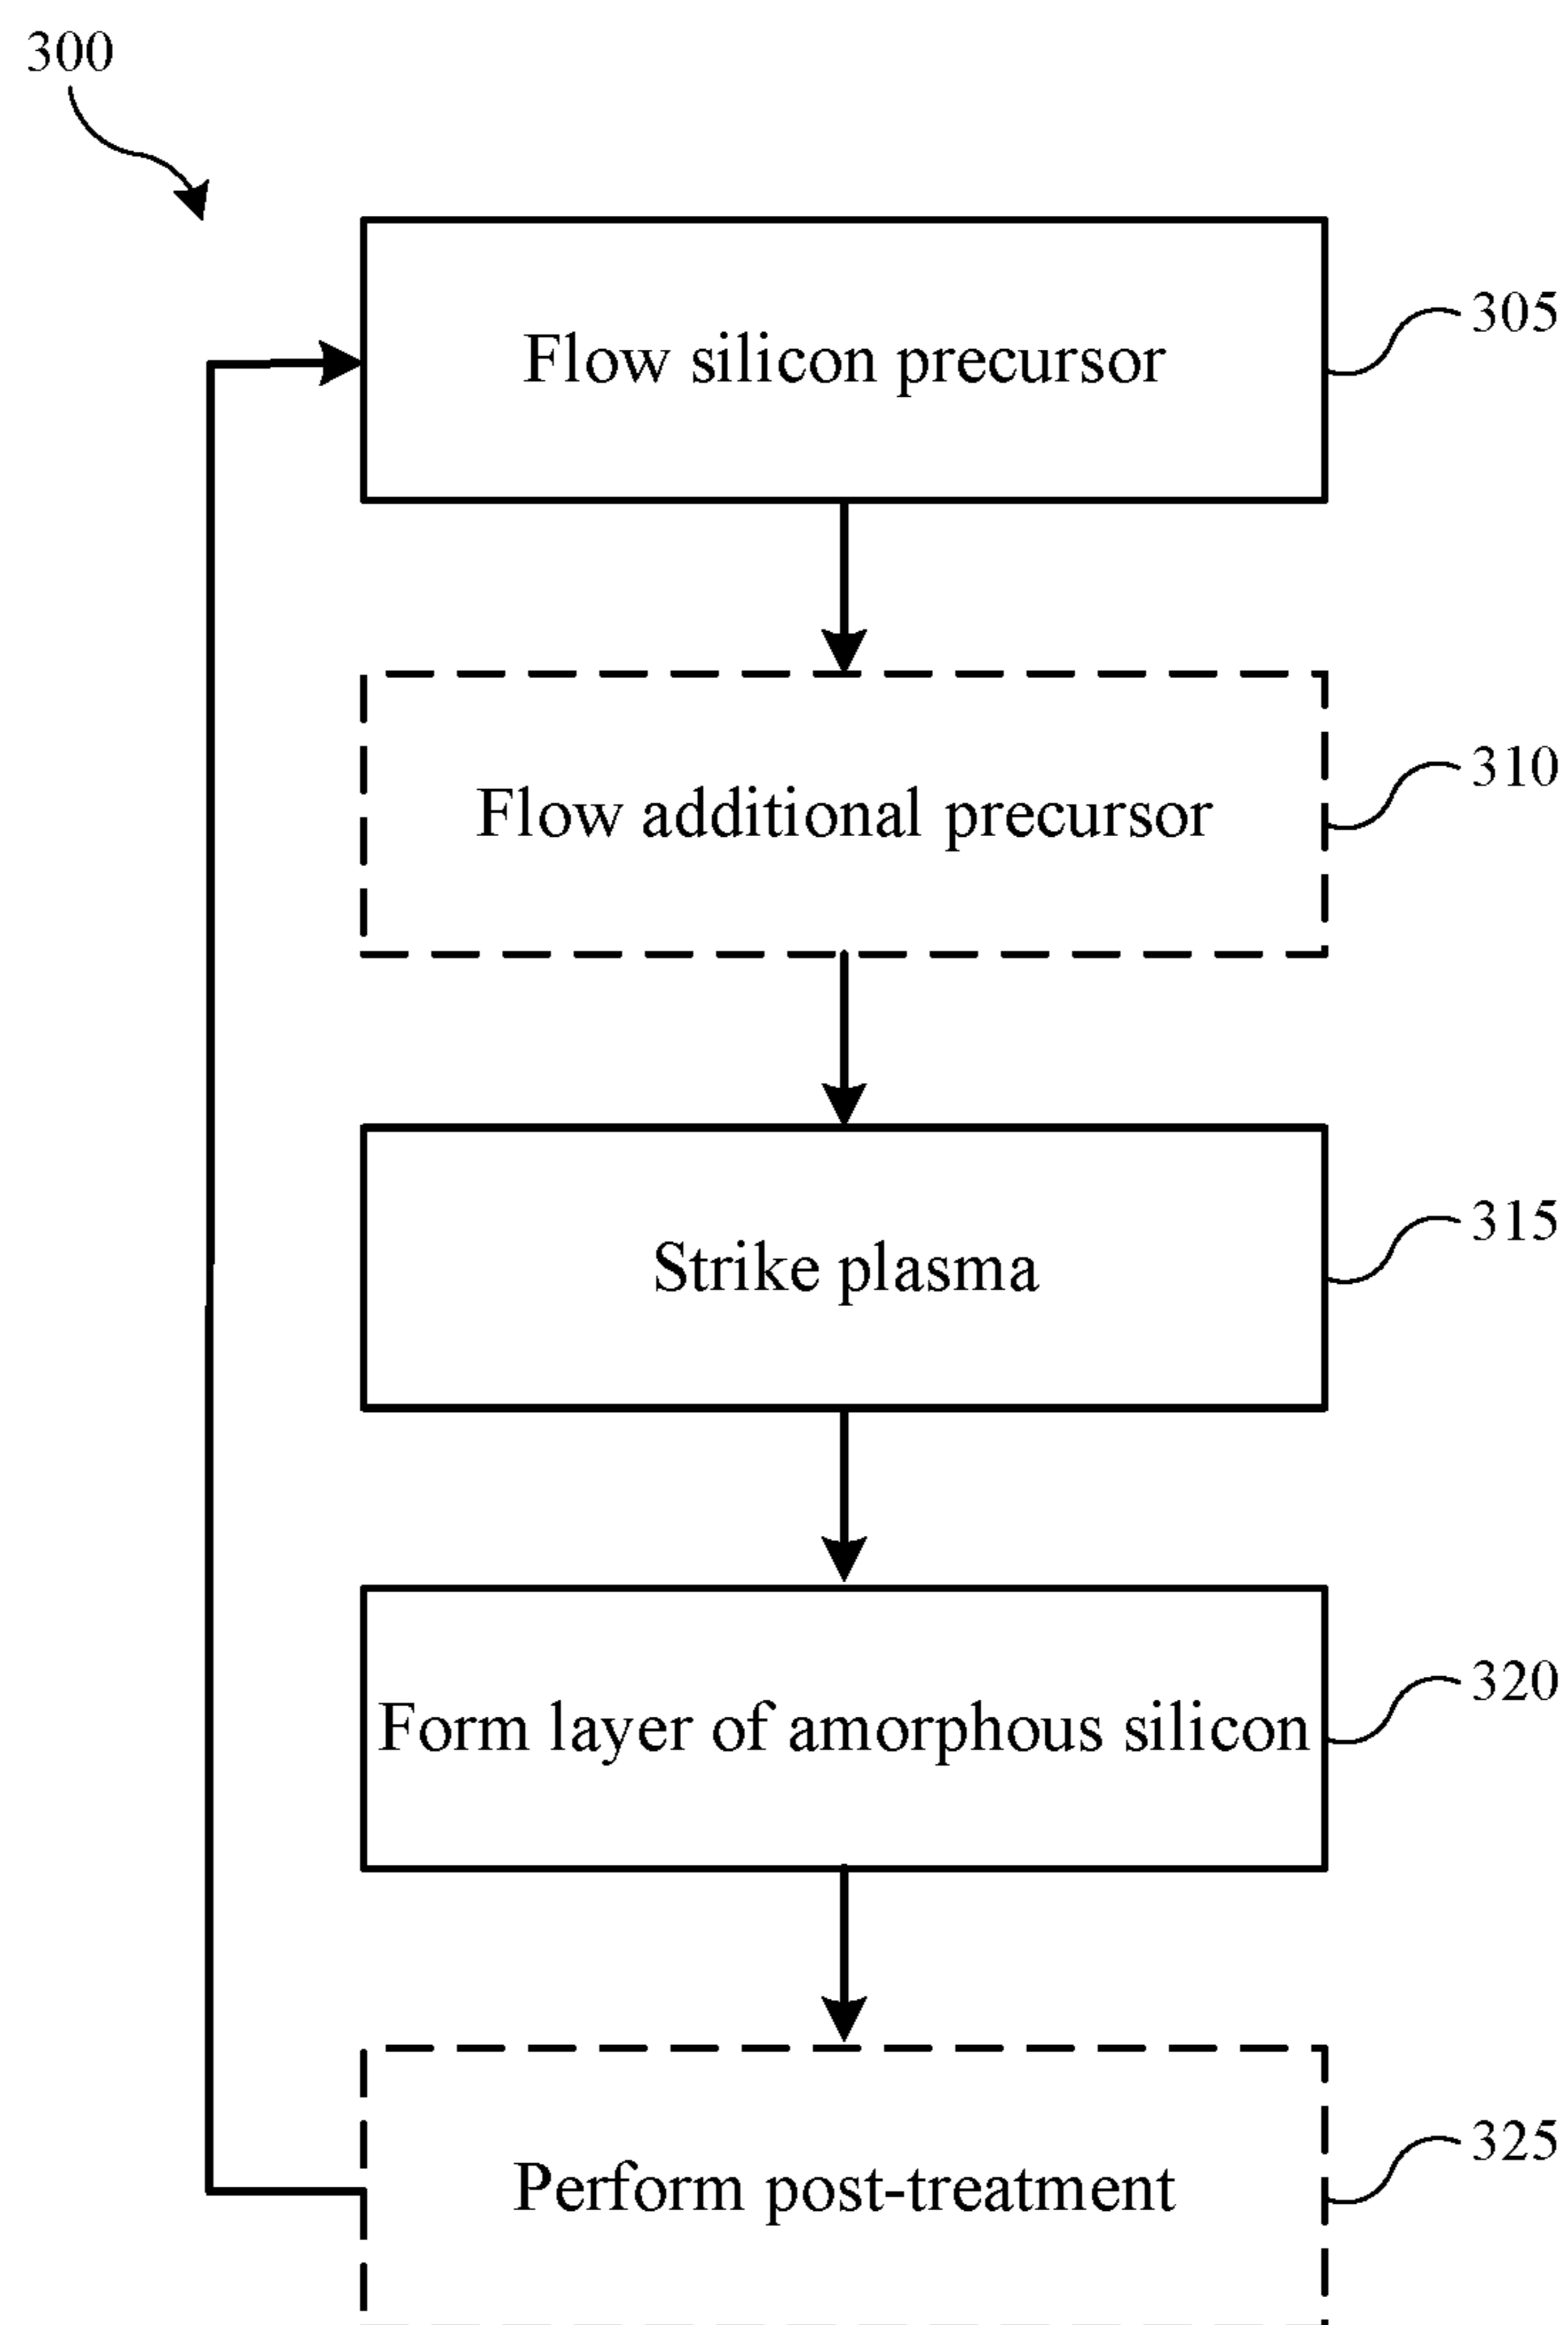 300
Flow silicon precursor
305
Flow additional precursor
310
Strike plasma
315
Form layer of amorphous silicon
320
Perform post-treatment
325